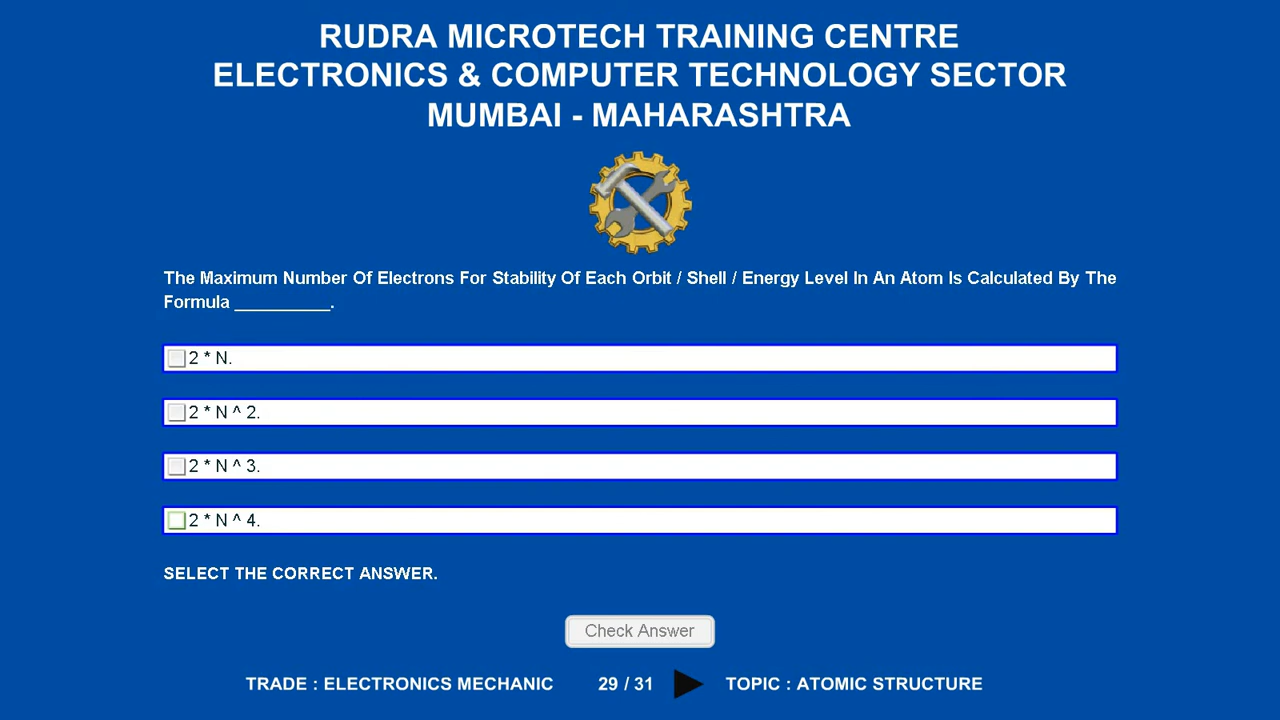 RUDRA MICROTECH TRAINING CENTRE
ELECTRONICS & COMPUTER TECHNOLOGY SECTOR
MUMBAI - MAHARASHTRA
The Maximum Number Of Electrons For Stability Of Each Orbit / Shell / Energy Level In An Atom Is Calculated By The
Formula __________.
2 * N.
2 * N ^ 2.
2 * N ^ 3.
2 * N ^ 4.
SELECT THE CORRECT ANSWER.
Check Answer
TRADE : ELECTRONICS MECHANIC 29 / 31 TOPIC : ATOMIC STRUCTURE